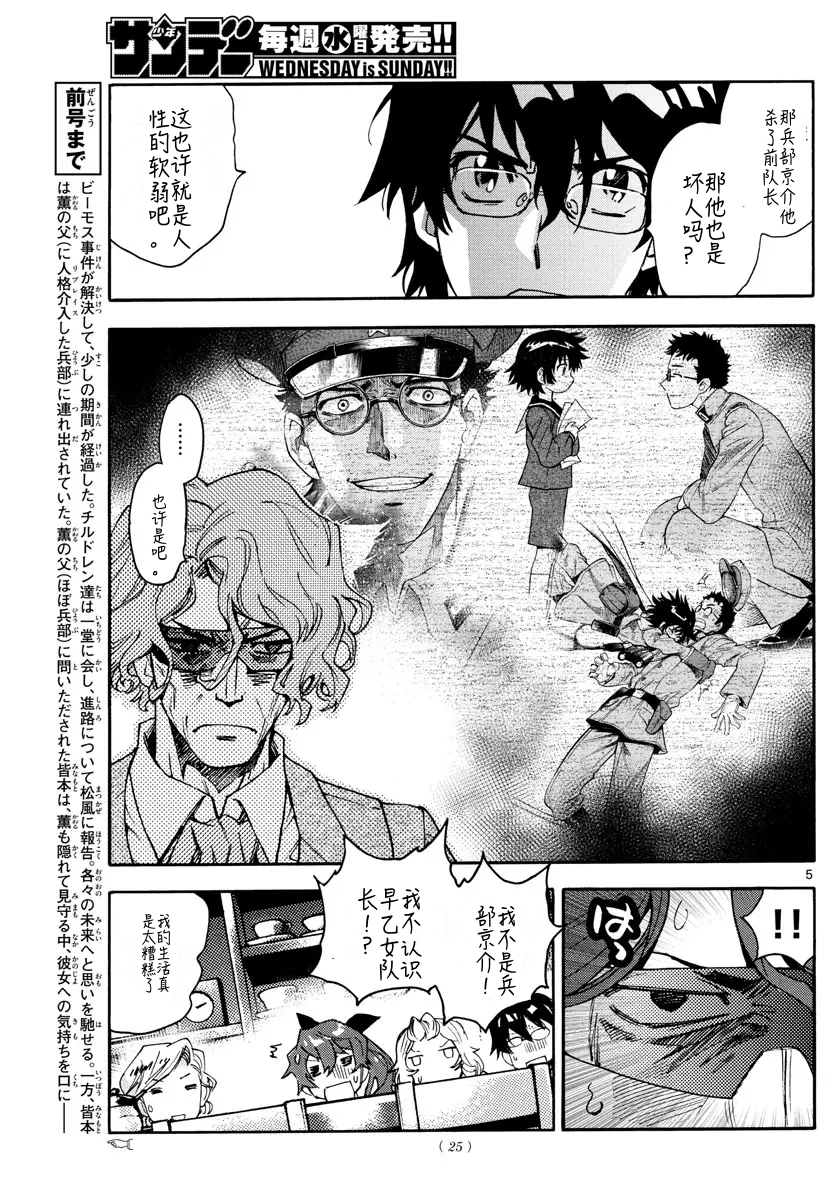 少年サンデー 毎週水曜日発売!!
WEDNESDAY is SUNDAY!!
那兵部京介他
杀了前队长
那他也是
坏人吗?
这也许就是人
性的软弱吧。
……
也许是吧。
!!
はっ
我不是兵
部京介!
我不认识
早乙女队
长!?
我的生活真
是太糟糕了
前号まで
ぜんごう
ビーモス事件が解決して、少しの期間が経過した。チルドレン達は一堂に会し、進路について松風に報告。各々の未来へと思いを馳せる。一方、皆本
は薫の父(に人格介入した兵部)に連れ出されていた。薫の父(ほぼ兵部)に問いただされた皆本は、薫も隠れて見守る中、彼女への気持ちを口に――
5
(25)